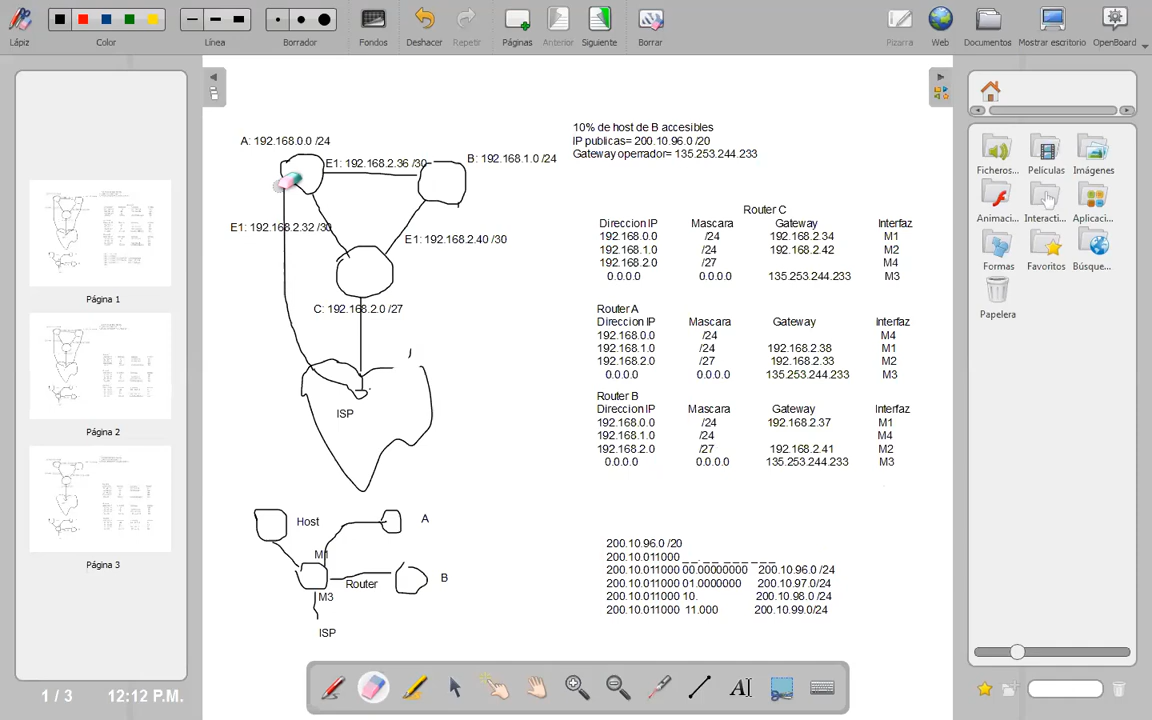 Lápiz
Color
Línea
Borrador
Fondos
Deshacer
Repetir
Páginas
Anterior
Siguiente
Borrar
Pizarra
Web
Documentos
Mostrar escritorio
OpenBoard
Página 1
Página 2
Página 3
1 / 3 12:12 P.M.
A: 192.168.0.0 /24
E1: 192.168.2.36 /30
B: 192.168.1.0 /24
E1: 192.168.2.32 /30
E1: 192.168.2.40 /30
C: 192.168.2.0 /27
ISP
Host
A
M1
B
Router
M3
ISP
10% de host de B accesibles
IP publicas= 200.10.96.0 /20
Gateway operrador= 135.253.244.233
Router C
Direccion IP Mascara Gateway Interfaz
192.168.0.0 /24 192.168.2.34 M1
192.168.1.0 /24 192.168.2.42 M2
192.168.2.0 /27 M4
0.0.0.0 0.0.0.0 135.253.244.233 M3
Router A
Direccion IP Mascara Gateway Interfaz
192.168.0.0 /24 M4
192.168.1.0 /24 192.168.2.38 M1
192.168.2.0 /27 192.168.2.33 M2
0.0.0.0 0.0.0.0 135.253.244.233 M3
Router B
Direccion IP Mascara Gateway Interfaz
192.168.0.0 /24 192.168.2.37 M1
192.168.1.0 /24 M4
192.168.2.0 /27 192.168.2.41 M2
0.0.0.0 0.0.0.0 135.253.244.233 M3
200.10.96.0 /20
200.10.011000 _ _._ _ _ _ _ _ _ _
200.10.011000 00.00000000 200.10.96.0 /24
200.10.011000 01.0000000 200.10.97.0/24
200.10.011000 10. 200.10.98.0 /24
200.10.011000 11.000 200.10.99.0/24
Ficheros...
Películas
Imágenes
Animaci...
Interacti...
Aplicaci...
Formas
Favoritos
Búsque...
Papelera